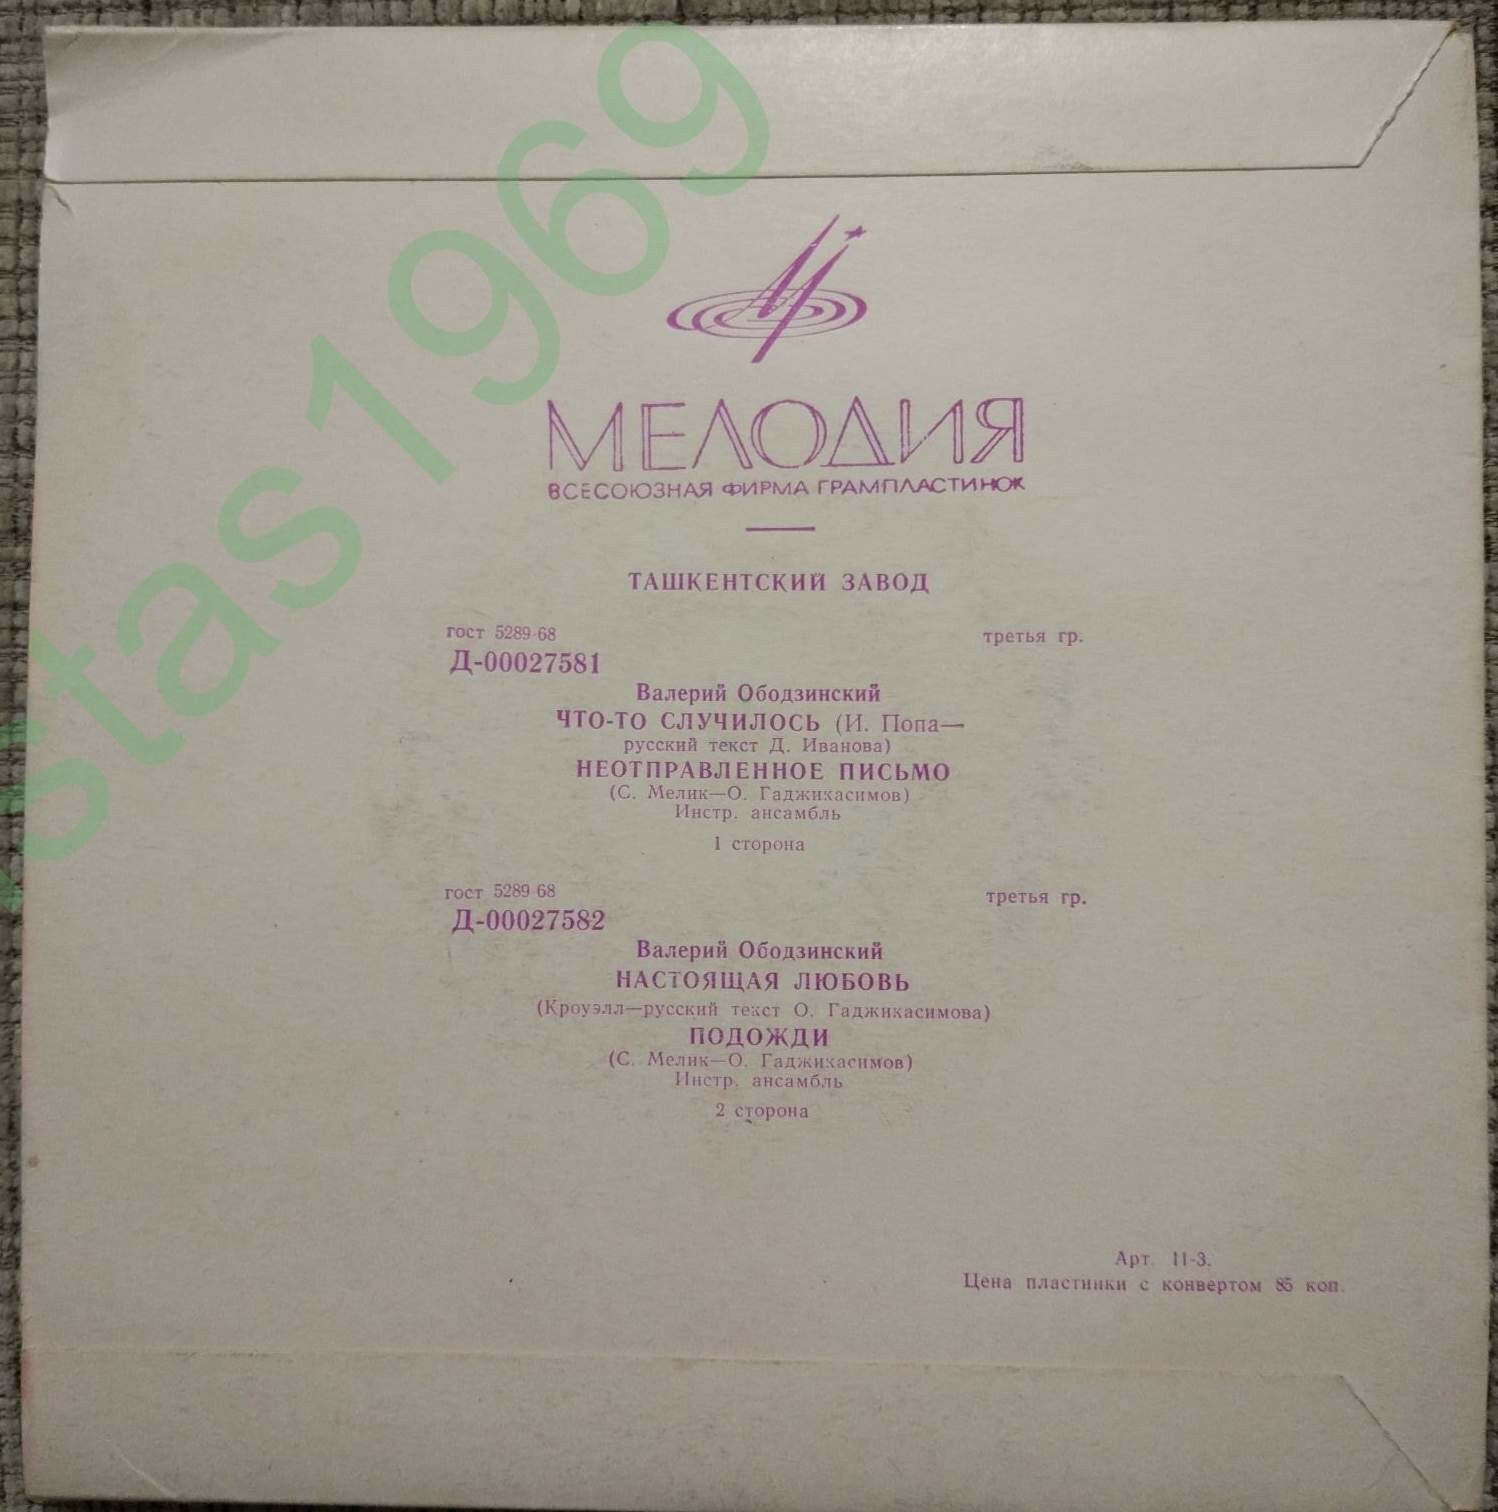 МЕЛОДИЯ
ВСЕСОЮЗНАЯ ФИРМА ГРАМПЛАСТИНОК
ТАШКЕНТСКИЙ ЗАВОД
гост 5289-68 третья гр.
Д-00027581
Валерий Ободзинский
ЧТО-ТО СЛУЧИЛОСЬ (И. Попа—
русский текст Д. Иванова)
НЕОТПРАВЛЕННОЕ ПИСЬМО
(С. Мелик—О. Гаджикасимов)
Инстр. ансамбль
1 сторона
гост 5289-68 третья гр.
Д-00027582
Валерий Ободзинский
НАСТОЯЩАЯ ЛЮБОВЬ
(Кроуэлл—русский текст О. Гаджикасимова)
ПОДОЖДИ
(С. Мелик—О. Гаджикасимов)
Инстр. ансамбль
2 сторона
Арт. 11-3.
Цена пластинки с конвертом 85 коп.
stas1969